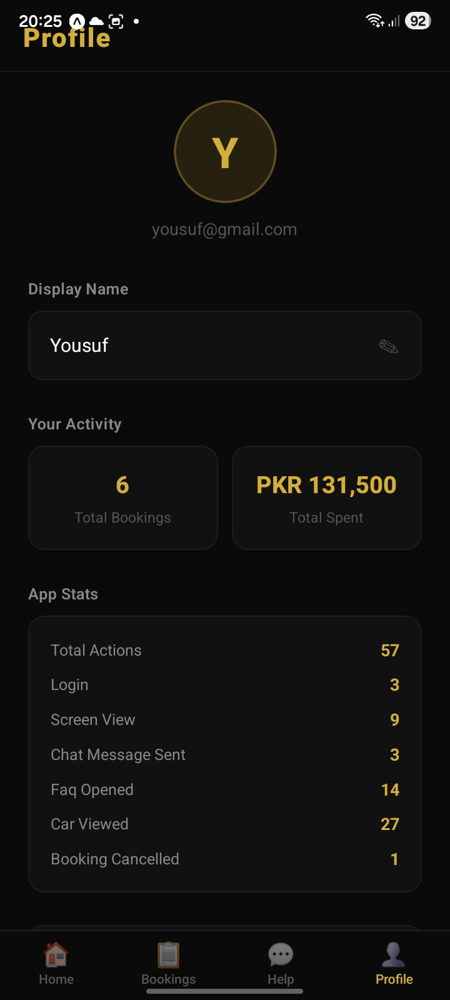 20:25
92
Profile
Y
yousuf@gmail.com
Display Name
Yousuf
Your Activity
6
Total Bookings
PKR 131,500
Total Spent
App Stats
Total Actions 57
Login 3
Screen View 9
Chat Message Sent 3
Faq Opened 14
Car Viewed 27
Booking Cancelled 1
Home Bookings Help Profile